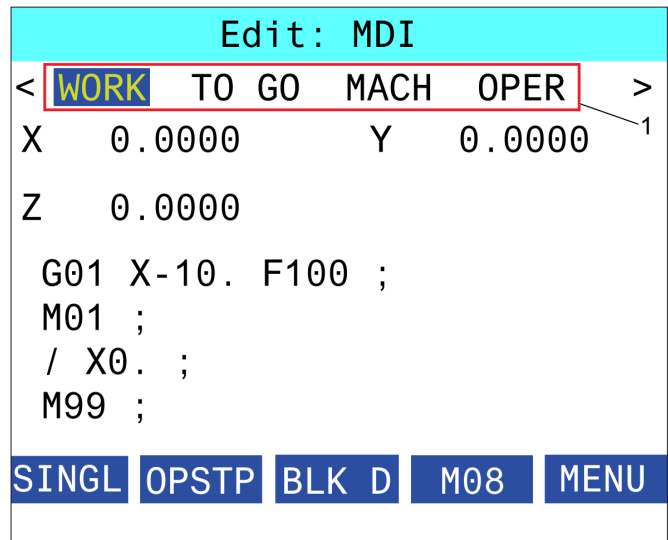 Edit: MDI
< WORK TO GO MACH OPER >
1
X 0.0000 Y 0.0000
Z 0.0000
G01 X-10. F100 ;
M01 ;
/ X0. ;
M99 ;
SINGL OPSTP BLK D M08 MENU